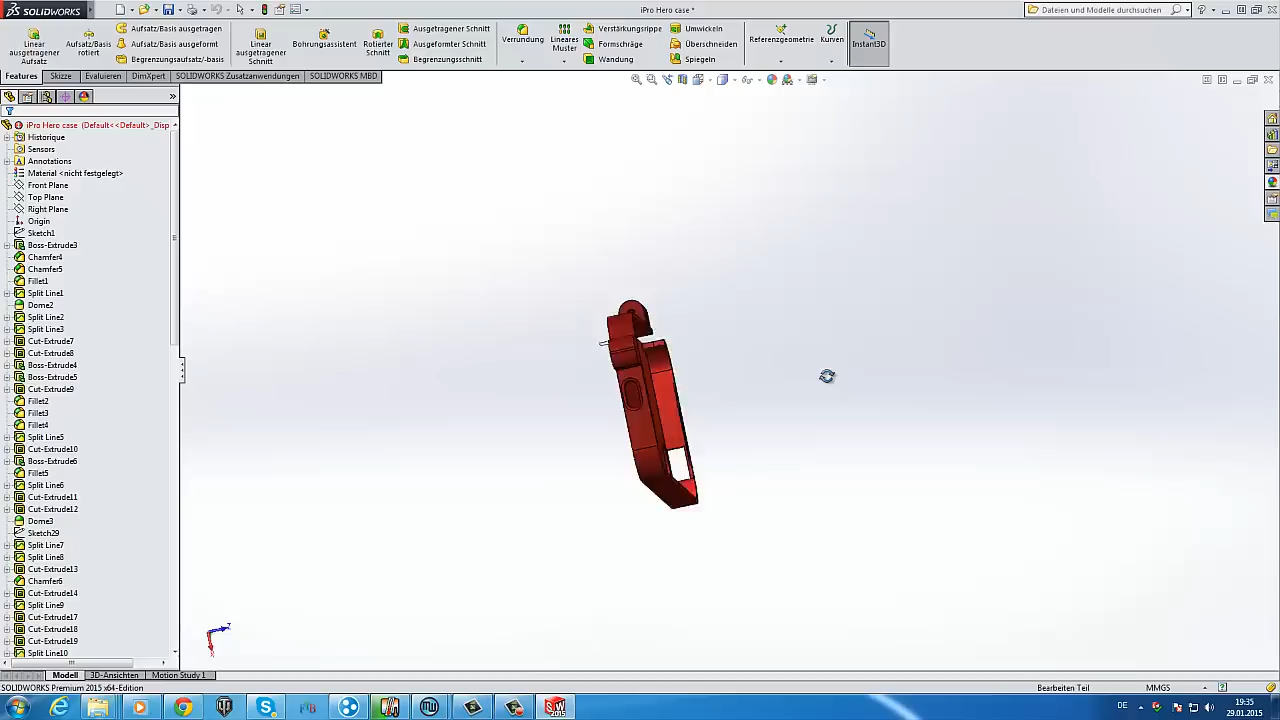 SOLIDWORKS
iPro Hero case *
Dateien und Modelle durchsuchen
Linear ausgetragener Aufsatz
Aufsatz/Basis rotiert
Aufsatz/Basis ausgetragen
Aufsatz/Basis ausgeformt
Begrenzungsaufsatz/-basis
Linear ausgetragener Schnitt
Bohrungsassistent
Rotierter Schnitt
Ausgetragener Schnitt
Ausgeformter Schnitt
Begrenzungsschnitt
Verrundung
Lineares Muster
Verstärkungsrippe
Formschräge
Wandung
Umwickeln
Überschneiden
Spiegeln
Referenzgeometrie
Kurven
Instant3D
Features Skizze Evaluieren DimXpert SOLIDWORKS Zusatzanwendungen SOLIDWORKS MBD
iPro Hero case (Default<<Default>_Disp
Historique
Sensors
Annotations
Material <nicht festgelegt>
Front Plane
Top Plane
Right Plane
Origin
Sketch1
Boss-Extrude3
Chamfer4
Chamfer5
Fillet1
Split Line1
Dome2
Split Line2
Split Line3
Cut-Extrude7
Cut-Extrude8
Boss-Extrude4
Boss-Extrude5
Cut-Extrude9
Fillet2
Fillet3
Fillet4
Split Line5
Cut-Extrude10
Boss-Extrude6
Fillet5
Split Line6
Cut-Extrude11
Cut-Extrude12
Dome3
Sketch29
Split Line7
Split Line8
Cut-Extrude13
Chamfer6
Cut-Extrude14
Split Line9
Cut-Extrude17
Cut-Extrude18
Cut-Extrude19
Split Line10
Z
Modell 3D-Ansichten Motion Study 1
SOLIDWORKS Premium 2015 x64-Edition
Bearbeiten Teil
MMGS
DE
19:35
29.01.2015